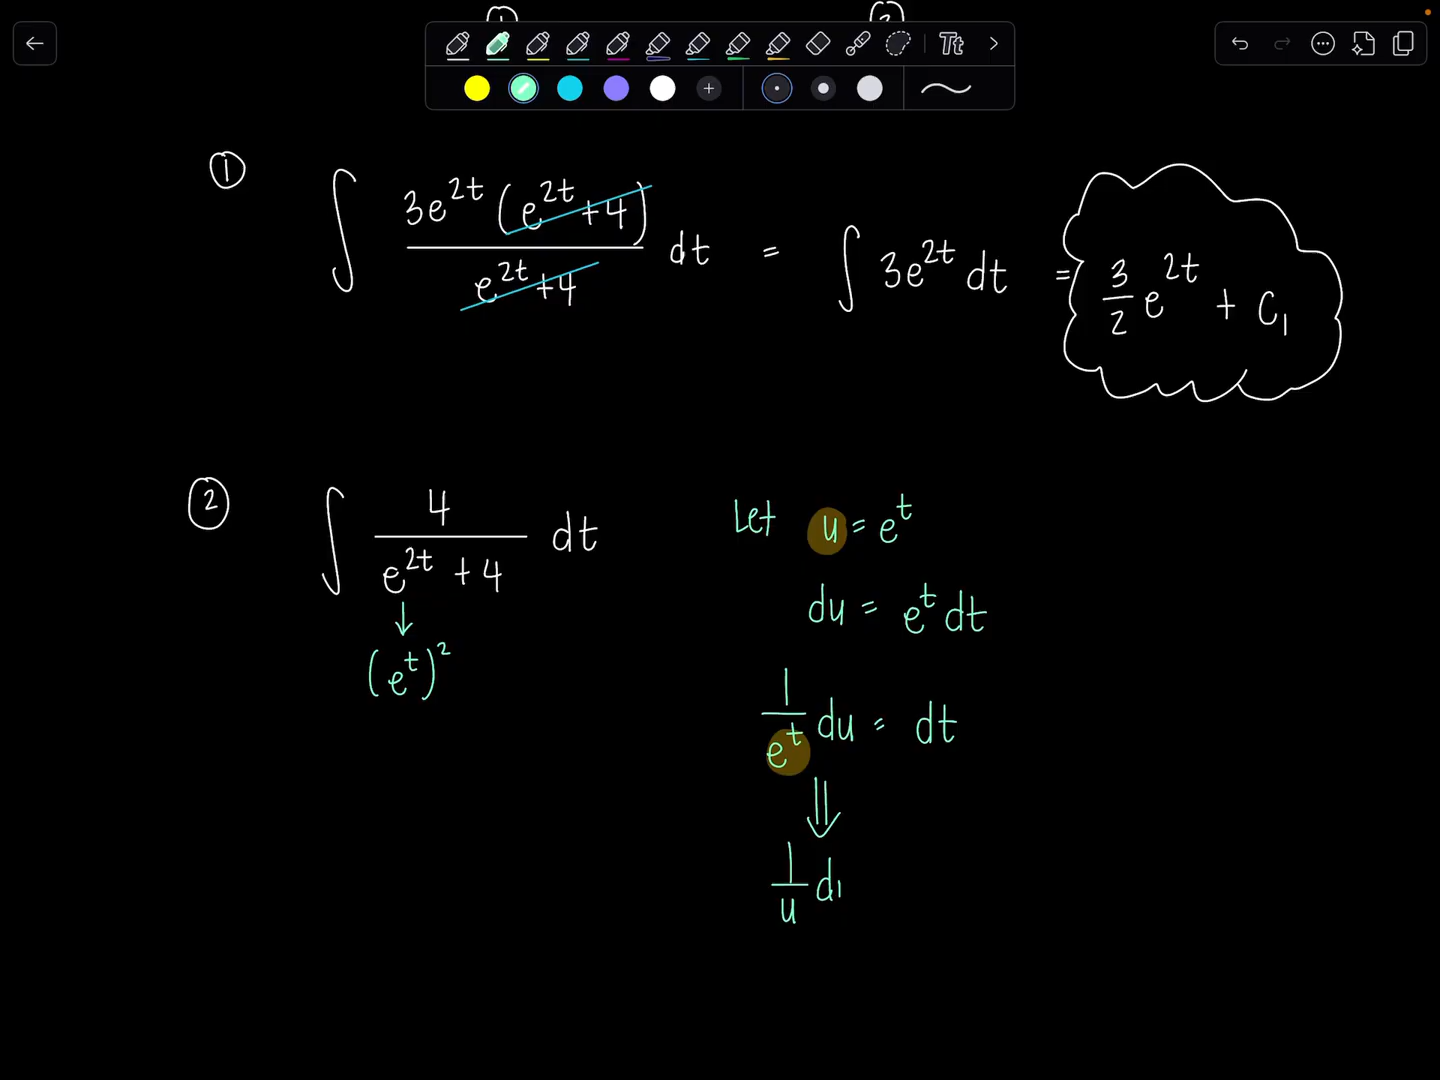 Tt
① ∫ 3e^{2t}(e^{2t}+4) / (e^{2t}+4) dt = ∫ 3e^{2t} dt = 3/2 e^{2t} + C₁
② ∫ 4 / (e^{2t}+4) dt
(e^t)²
Let u = e^t
du = e^t dt
1/e^t du = dt
1/u d